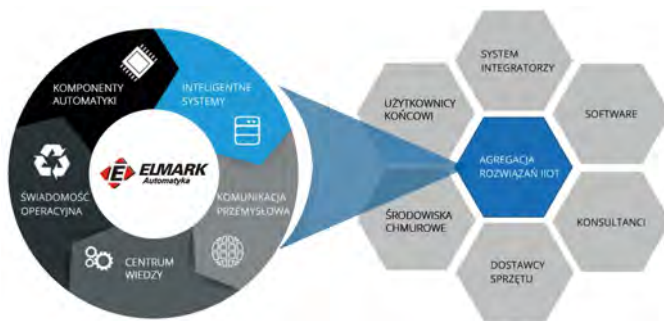 KOMPONENTY
AUTOMATYKI
INTELIGENTNE
SYSTEMY
ŚWIADOMOŚĆ
OPERACYJNA
E ELMARK
Automatyka
KOMUNIKACJA
PRZEMYSŁOWA
CENTRUM
WIEDZY
SYSTEM
INTEGRATORZY
UŻYTKOWNICY
KOŃCOWI
SOFTWARE
AGREGACJA
ROZWIĄZAŃ IIOT
ŚRODOWISKA
CHMUROWE
KONSULTANCI
DOSTAWCY
SPRZĘTU